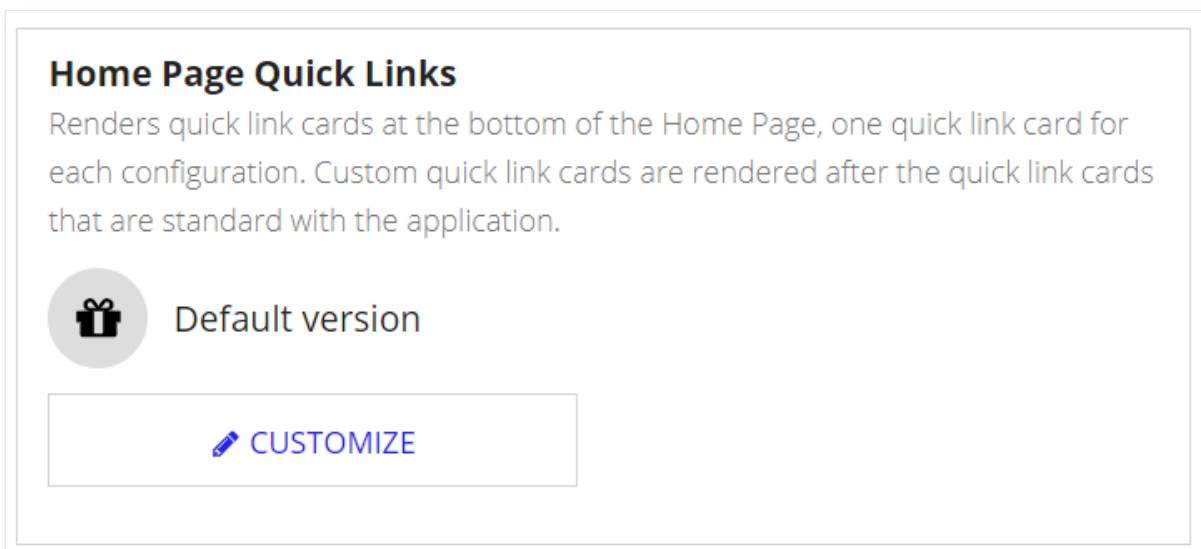 Home Page Quick Links
Renders quick link cards at the bottom of the Home Page, one quick link card for
each configuration. Custom quick link cards are rendered after the quick link cards
that are standard with the application.
Default version
CUSTOMIZE